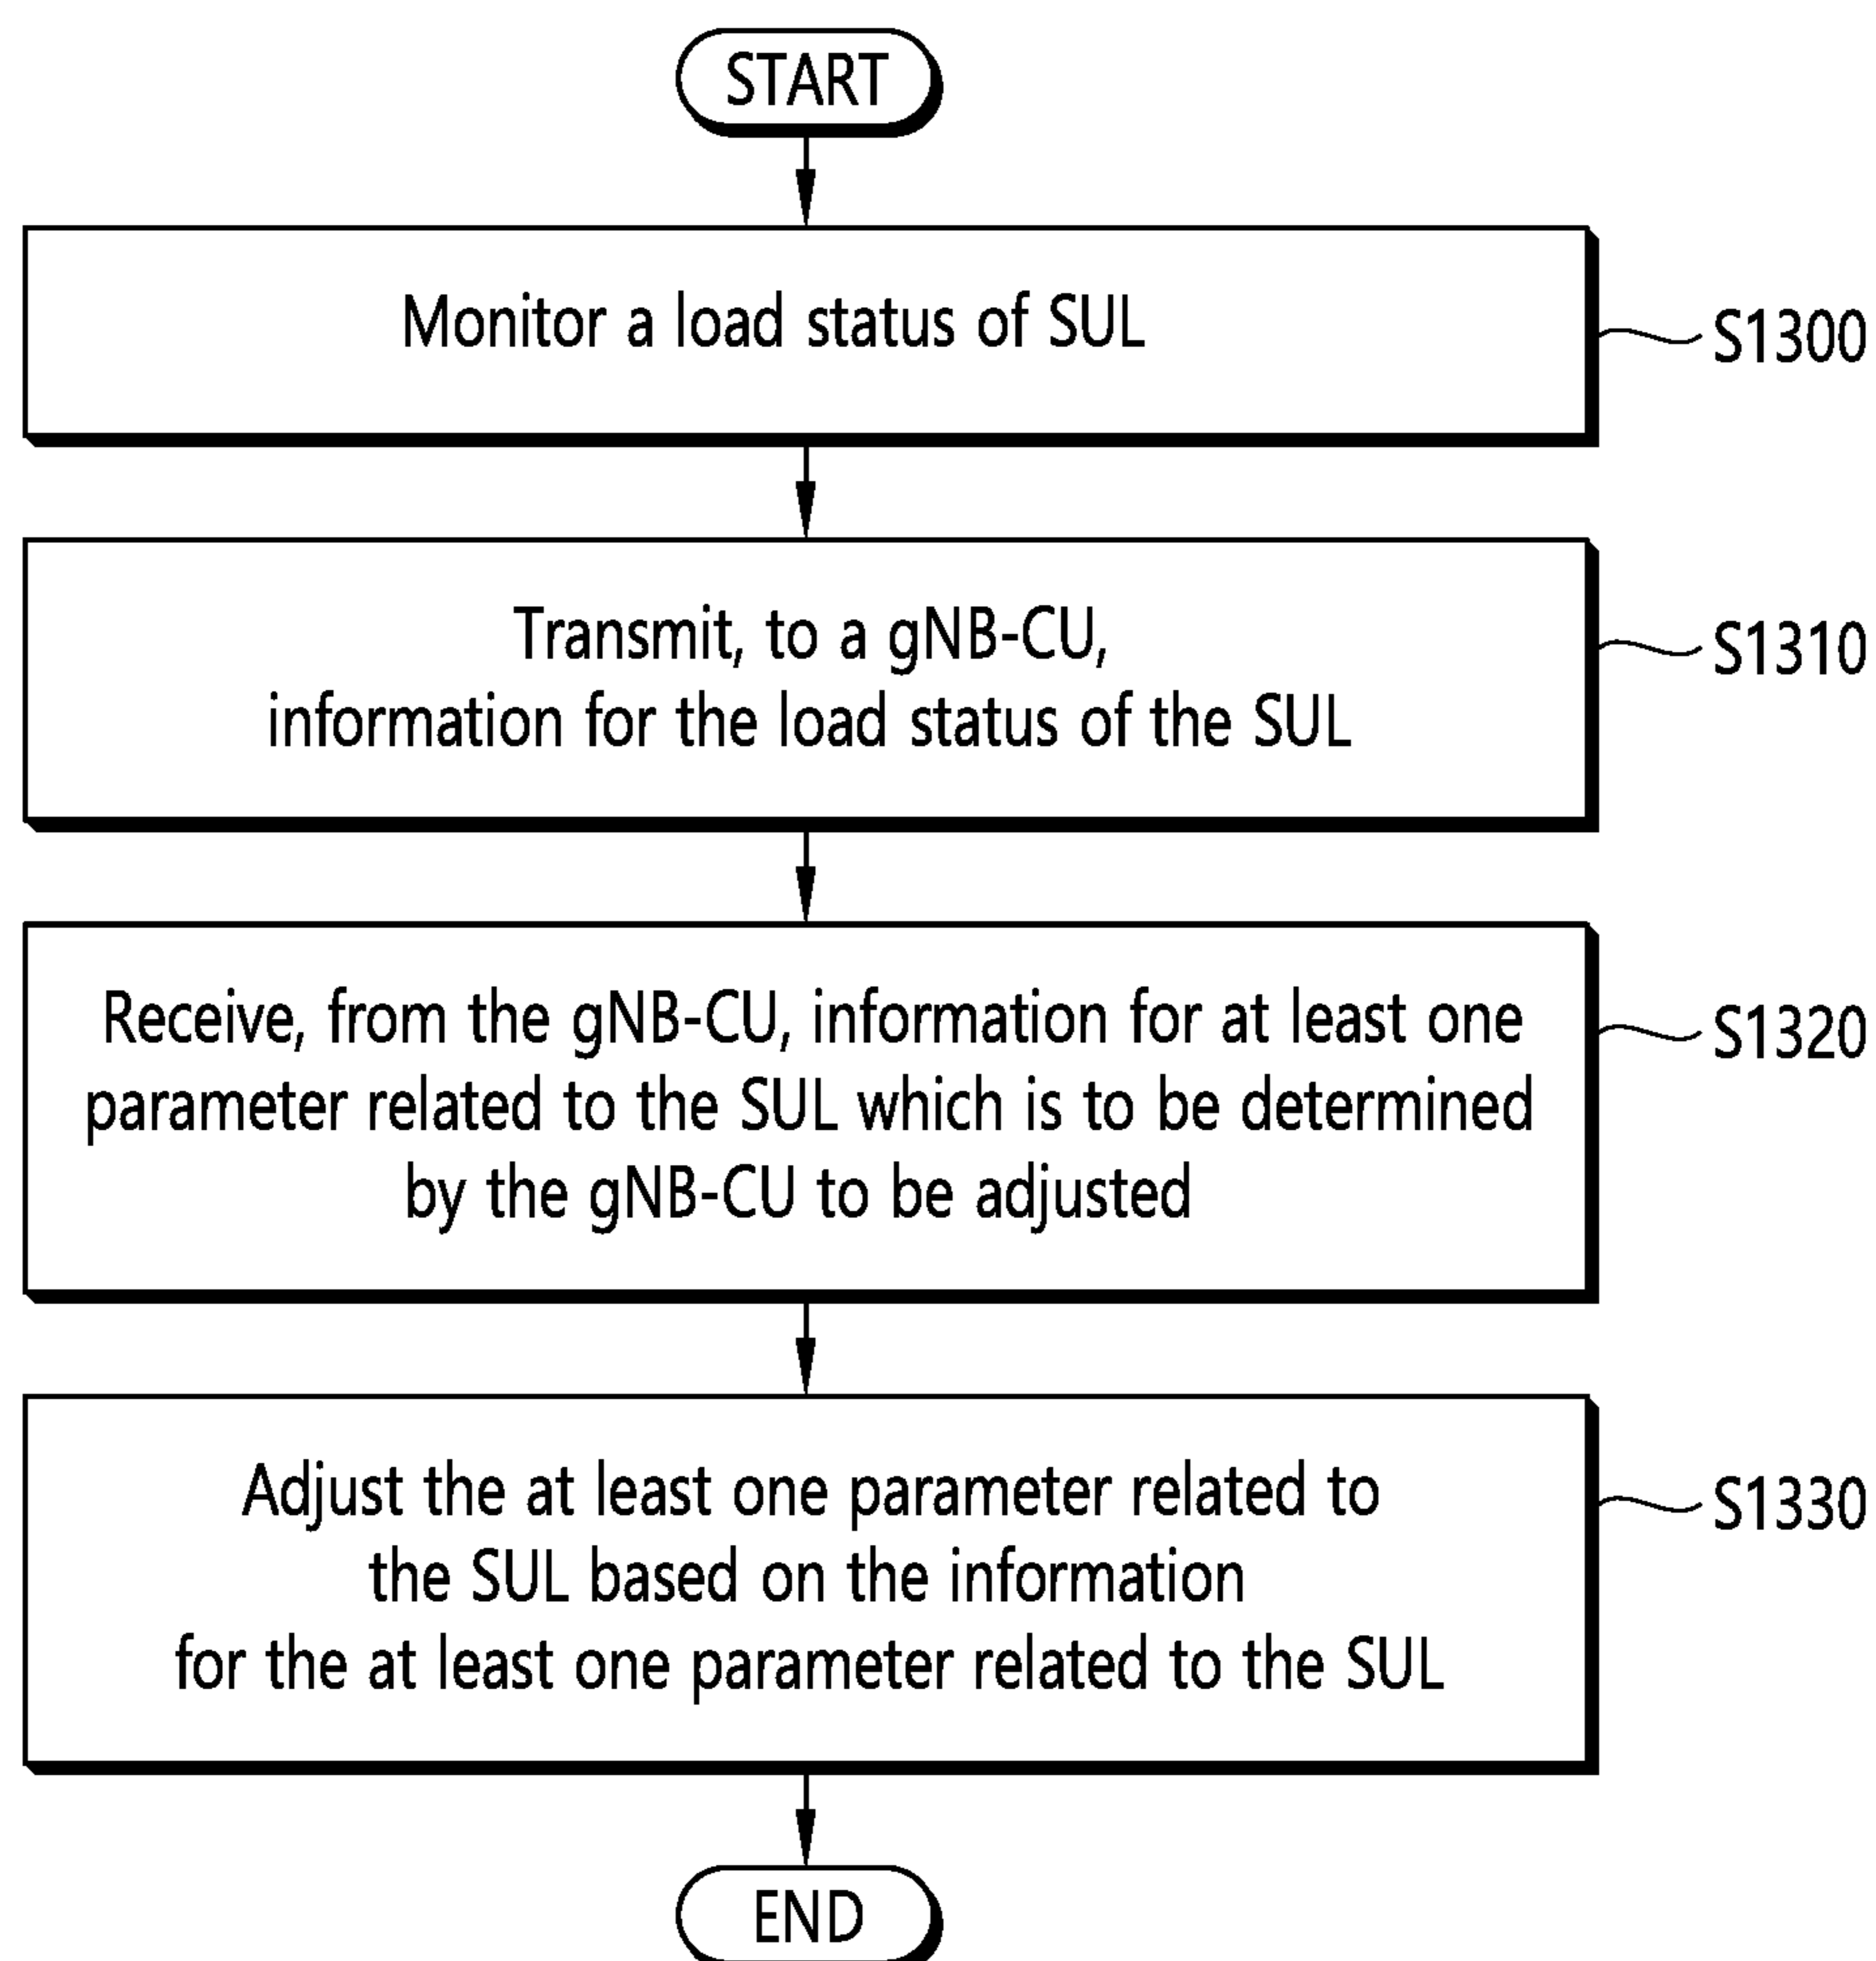 START
Monitor a load status of SUL
S1300
Transmit, to a gNB-CU,
information for the load status of the SUL
S1310
Receive, from the gNB-CU, information for at least one
parameter related to the SUL which is to be determined
by the gNB-CU to be adjusted
S1320
Adjust the at least one parameter related to
the SUL based on the information
for the at least one parameter related to the SUL
S1330
END